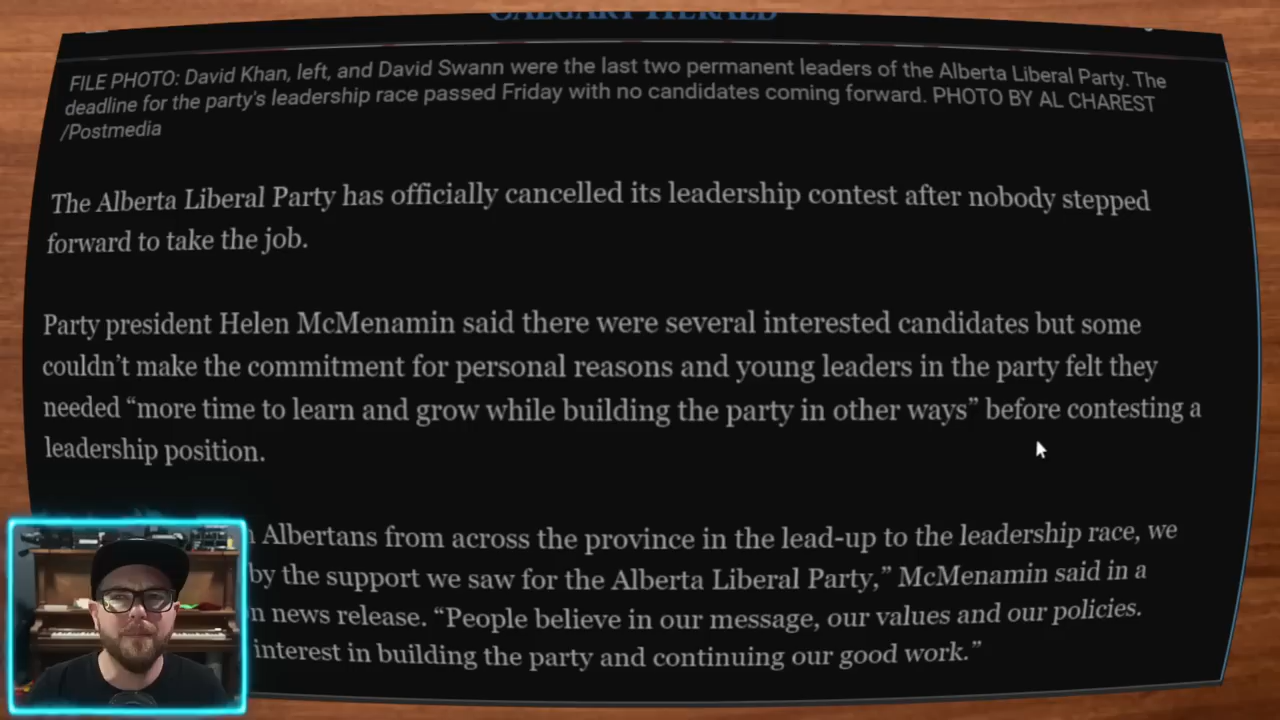 CALGARY HERALD
FILE PHOTO: David Khan, left, and David Swann were the last two permanent leaders of the Alberta Liberal Party. The
deadline for the party's leadership race passed Friday with no candidates coming forward. PHOTO BY AL CHAREST
/Postmedia
The Alberta Liberal Party has officially cancelled its leadership contest after nobody stepped
forward to take the job.
Party president Helen McMenamin said there were several interested candidates but some
couldn’t make the commitment for personal reasons and young leaders in the party felt they
needed “more time to learn and grow while building the party in other ways” before contesting a
leadership position.
Albertans from across the province in the lead-up to the leadership race, we
by the support we saw for the Alberta Liberal Party,” McMenamin said in a
news release. “People believe in our message, our values and our policies.
interest in building the party and continuing our good work.”